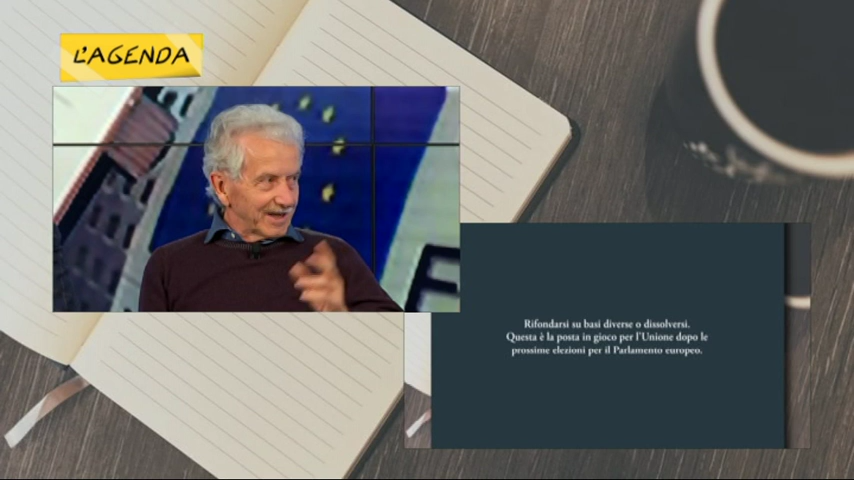 L'AGENDA
Rifondarsi su basi diverse o dissolversi.
Questa è la posta in gioco per l'Unione dopo le
prossime elezioni per il Parlamento europeo.